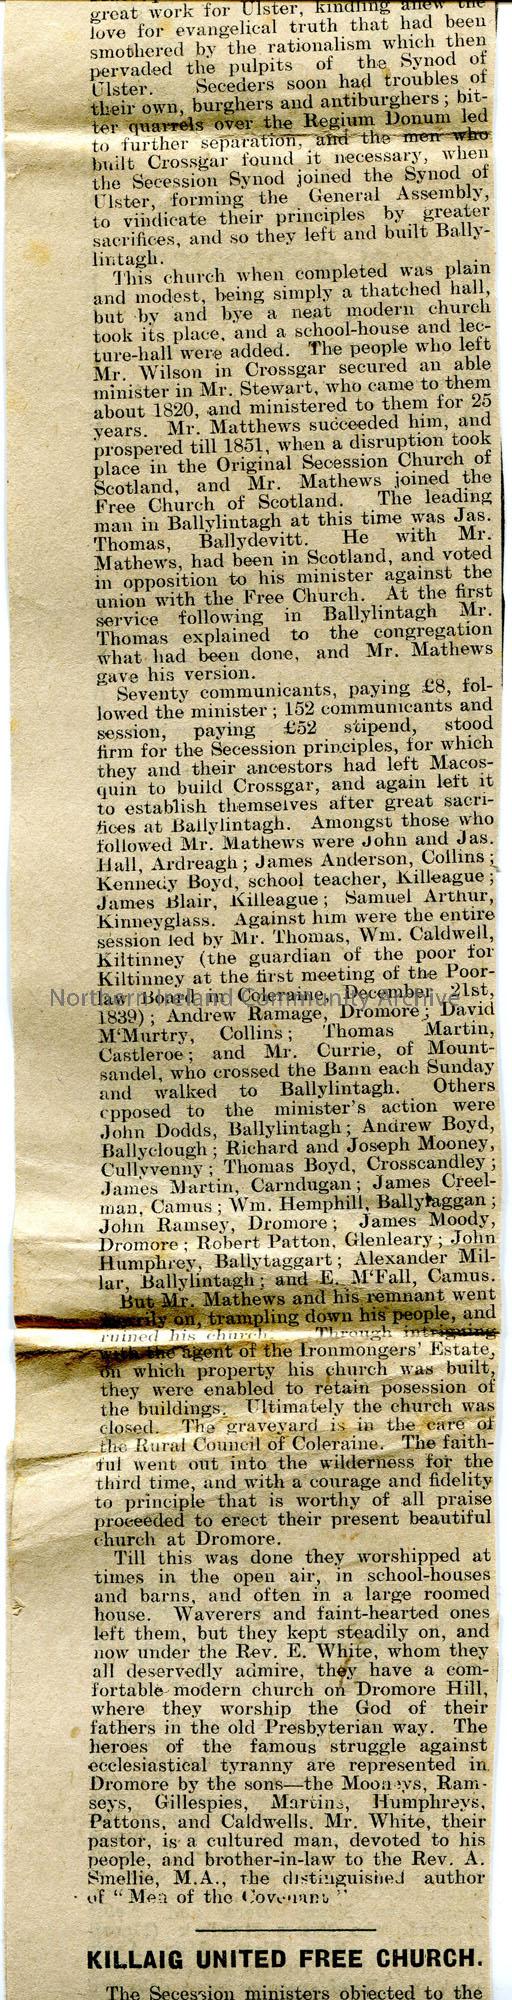 great work for Ulster, kindling anew the
love for evangelical truth that had been
smothered by the rationalism which then
pervaded the pulpits of the Synod of
Ulster. Seceders soon had troubles of
their own, burghers and antiburghers; bit-
ter quarrels over the Regium Donum led
to further separation, and the men who
built Crossgar found it necessary, when
the Secession Synod joined the Synod of
Ulster, forming the General Assembly,
to vindicate their principles by greater
sacrifices, and so they left and built Bally-
lintagh.
This church when completed was plain
and modest, being simply a thatched hall,
but by and bye a neat modern church
took its place, and a school-house and lec-
ture-hall were added. The people who left
Mr. Wilson in Crossgar secured an able
minister in Mr. Stewart, who came to them
about 1820, and ministered to them for 25
years. Mr. Matthews succeeded him, and
prospered till 1851, when a disruption took
place in the Original Secession Church of
Scotland, and Mr. Mathews joined the
Free Church of Scotland. The leading
man in Ballylintagh at this time was Jas.
Thomas, Ballydevitt. He with Mr.
Mathews, had been in Scotland, and voted
in opposition to his minister against the
union with the Free Church. At the first
service following in Ballylintagh Mr.
Thomas explained to the congregation
what had been done, and Mr. Mathews
gave his version.
Seventy communicants, paying £8, fol-
lowed the minister; 152 communicants and
session, paying £52 stipend, stood
firm for the Secession principles, for which
they and their ancestors had left Macos-
quin to build Crossgar, and again left it
to establish themselves after great sacri-
fices at Ballylintagh. Amongst those who
followed Mr. Mathews were John and Jas.
Hall, Ardreagh; James Anderson, Collins;
Kennedy Boyd, school teacher, Killeague;
James Blair, Killeague; Samuel Arthur,
Kinneyglass. Against him were the entire
session led by Mr. Thomas, Wm. Caldwell,
Kiltinney (the guardian of the poor for
Kiltinney at the first meeting of the Poor-
law Board in Coleraine, December 21st,
Northern Ireland Community Archive
1839); Andrew Ramage, Dromore; David
M'Murtry, Collins; Thomas Martin,
Castleroe; and Mr. Currie, of Mount-
sandel, who crossed the Bann each Sunday
and walked to Ballylintagh. Others
opposed to the minister's action were
John Dodds, Ballylintagh; Andrew Boyd,
Ballyclough; Richard and Joseph Mooney,
Cullyvenny; Thomas Boyd, Crosscandley;
James Martin, Carndugan; James Creel-
man, Camus; Wm. Hemphill, Ballylaggan;
John Ramsey, Dromore; James Moody,
Dromore; Robert Patton, Glenleary; John
Humphrey, Ballytaggart; Alexander Mil-
lar, Ballylintagh; and E. M'Fall, Camus.
But Mr. Mathews and his remnant went
on, trampling down his people, and
ruined his church. Through intriguing
with the agent of the Ironmongers' Estate,
on which property his church was built,
they were enabled to retain posession of
the buildings. Ultimately the church was
closed. The graveyard is in the care of
the Rural Council of Coleraine. The faith-
ful went out into the wilderness for the
third time, and with a courage and fidelity
to principle that is worthy of all praise
proceeded to erect their present beautiful
church at Dromore.
Till this was done they worshipped at
times in the open air, in school-houses
and barns, and often in a large roomed
house. Waverers and faint-hearted ones
left them, but they kept steadily on, and
now under the Rev. E. White, whom they
all deservedly admire, they have a com-
fortable modern church on Dromore Hill,
where they worship the God of their
fathers in the old Presbyterian way. The
heroes of the famous struggle against
ecclesiastical tyranny are represented in
Dromore by the sons—the Mooneys, Ram-
seys, Gillespies, Martins, Humphreys,
Pattons, and Caldwells. Mr. White, their
pastor, is a cultured man, devoted to his
people, and brother-in-law to the Rev. A.
Smellie, M.A., the distinguished author
of "Men of the Covenant"
KILLAIG UNITED FREE CHURCH.
The Secession ministers objected to the